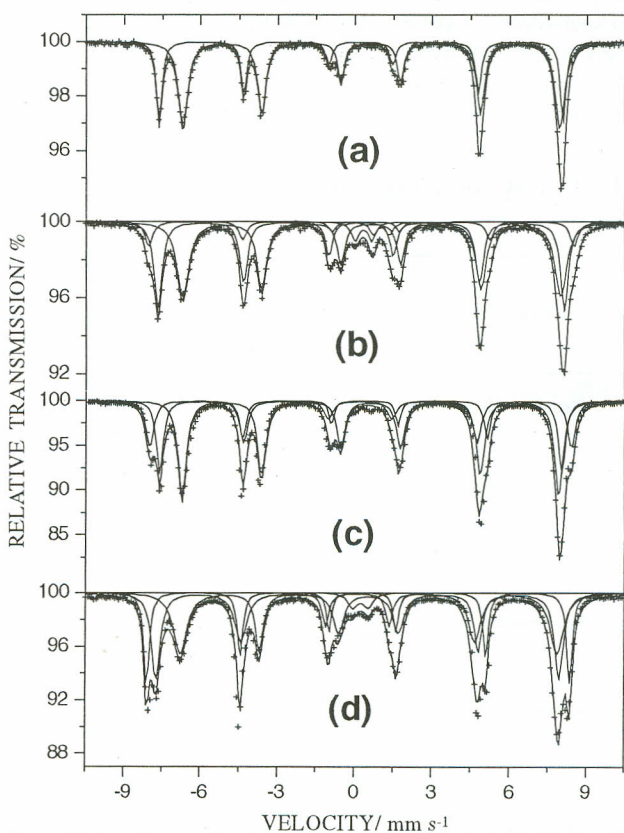 100
98
(a)
96
100
96
(b)
92
100
95
90
(c)
85
100
96
92
(d)
88
-9 -6 -3 0 3 6 9
VELOCITY/ mm s-1
RELATIVE TRANSMISSION/ %